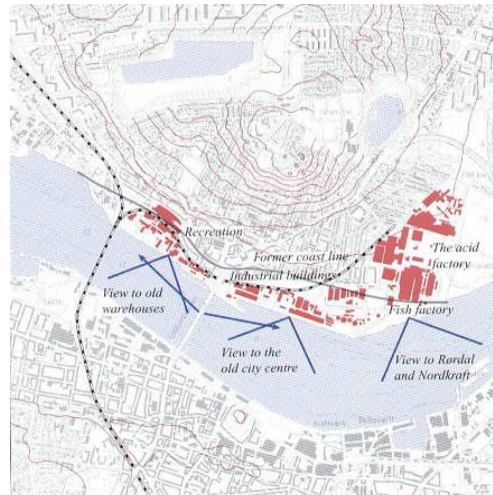 Recreation
Former coast line
The acid
factory
Industrial buildings
View to old
warehouses
Fish factory
View to the
old city centre
View to Rørdal
and Nordkraft